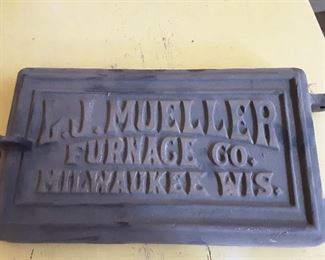 L.J. MUELLER
FURNACE CO.
MILWAUKEE WIS.